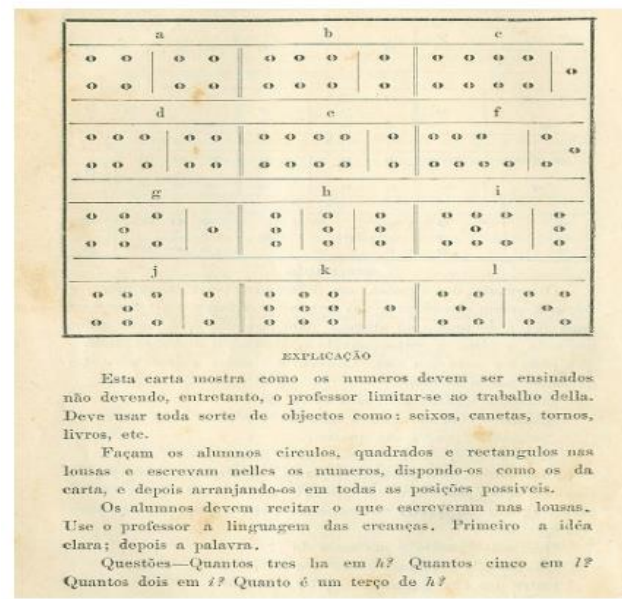 a b c
d e f
g h i
j k l
EXPLICAÇÃO
Esta carta mostra como os numeros devem ser ensinados
não devendo, entretanto, o professor limitar-se ao trabalho della.
Deve usar toda sorte de objectos como: seixos, canetas, tornos,
livros, etc.
Façam os alumnos circulos, quadrados e rectangulos nas
lousas e escrevam nelles os numeros, dispondo-os como os da
carta, e depois arranjando-os em todas as posições possiveis.
Os alumnos devem recitar o que escreveram nas lousas.
Use o professor a linguagem das creanças. Primeiro a idéa
clara; depois a palavra.
Questões—Quantos tres ha em h? Quantos cinco em l?
Quantos dois em i? Quanto é um terço de h?